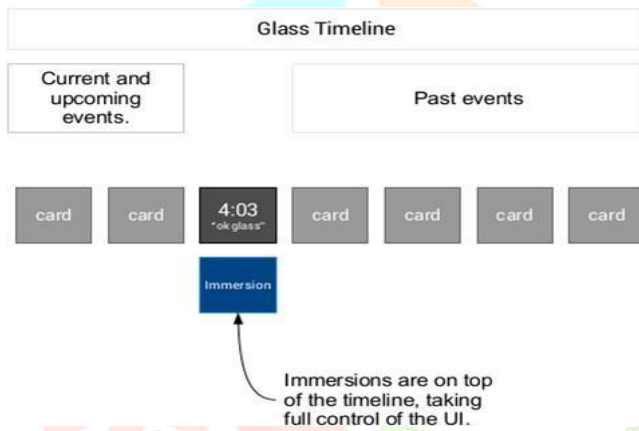 Glass Timeline
Current and
upcoming
events.
Past events
card
card
4:03
"ok glass"
card
card
card
card
Immersion
Immersions are on top
of the timeline, taking
full control of the UI.